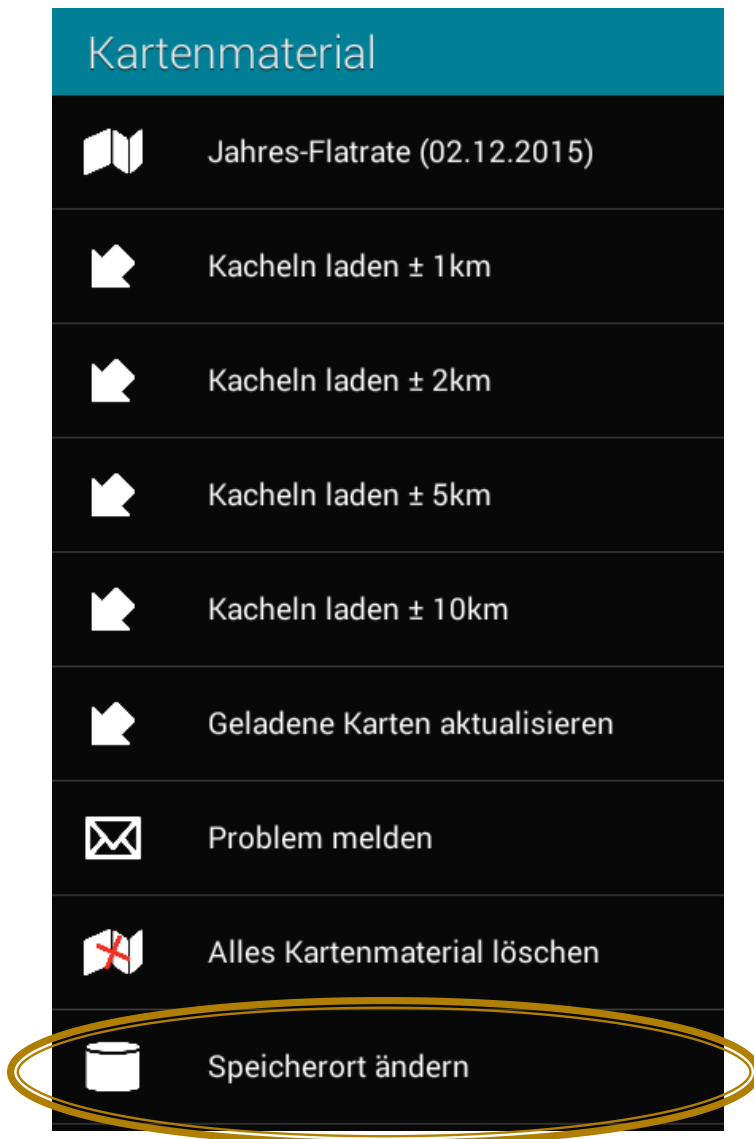 Kartenmaterial
Jahres-Flatrate (02.12.2015)
Kacheln laden ± 1km
Kacheln laden ± 2km
Kacheln laden ± 5km
Kacheln laden ± 10km
Geladene Karten aktualisieren
Problem melden
Alles Kartenmaterial löschen
Speicherort ändern